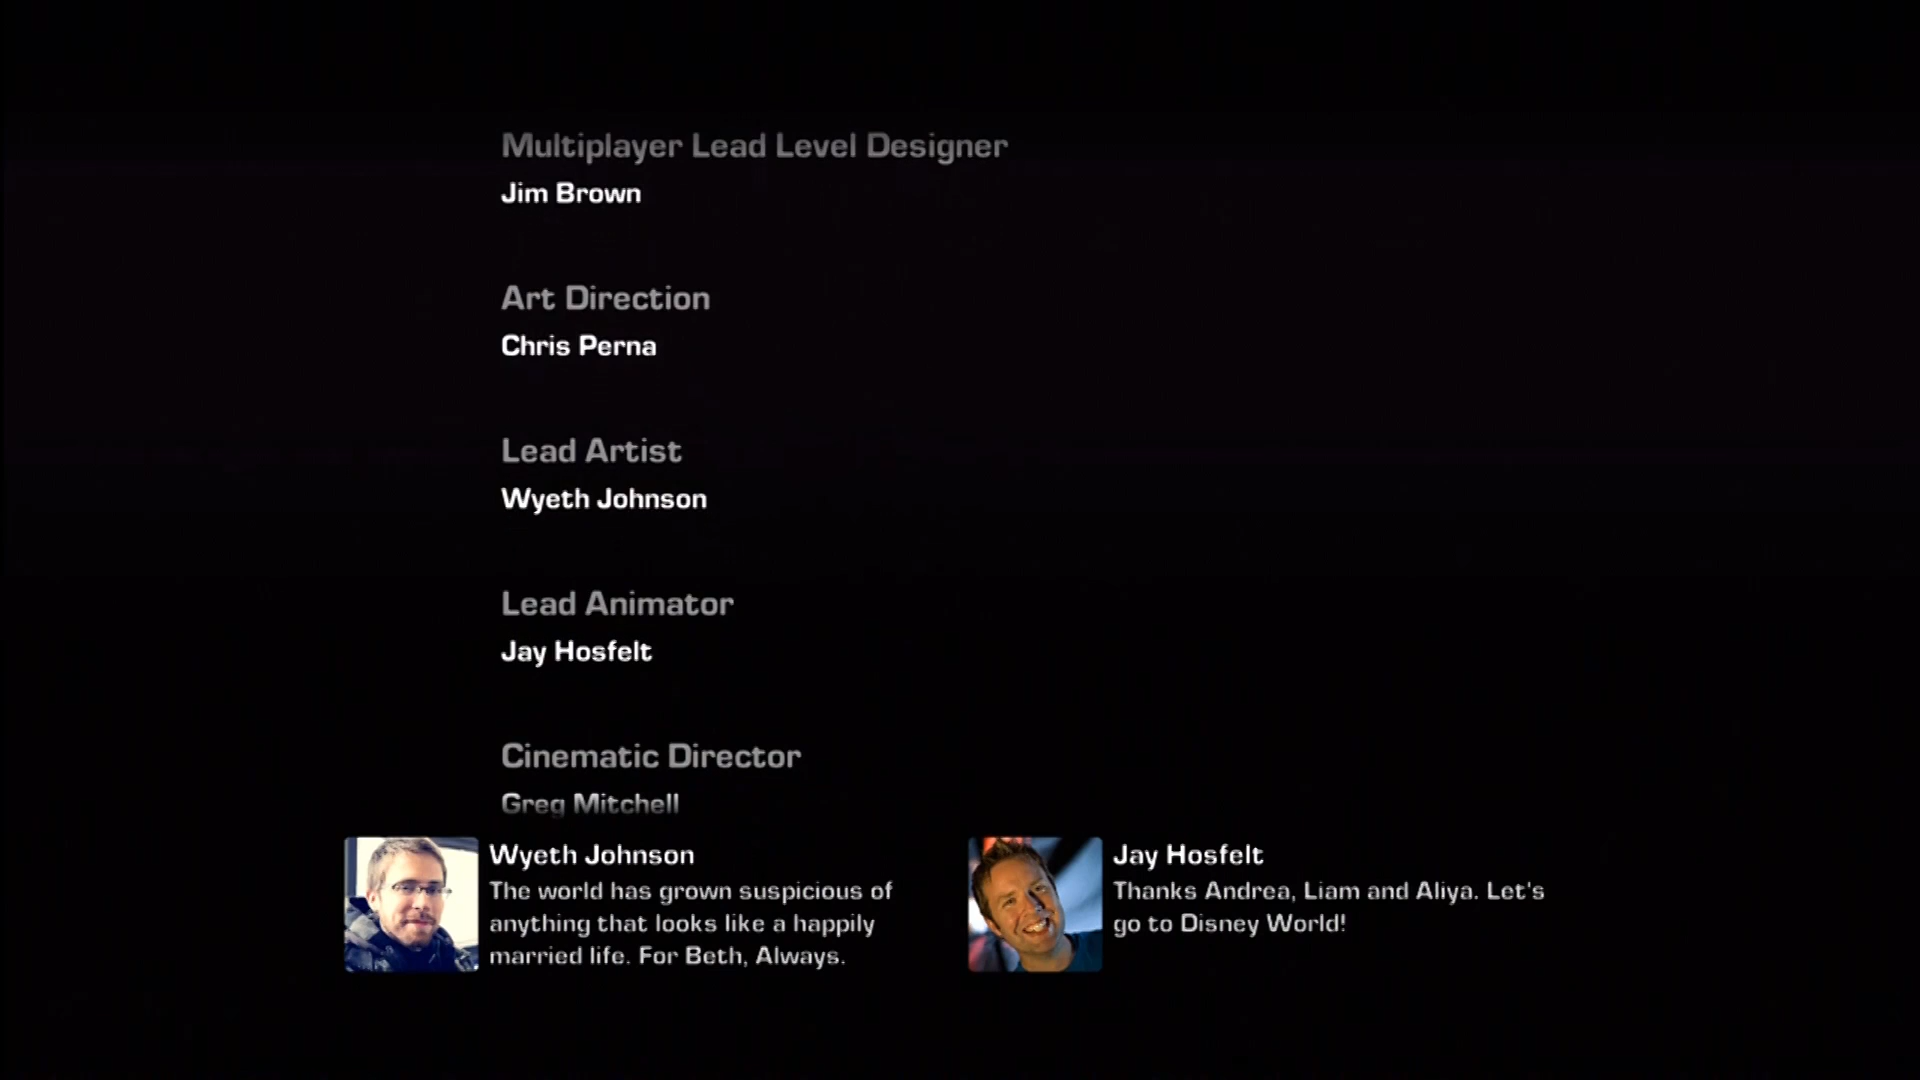 Multiplayer Lead Level Designer
Jim Brown
Art Direction
Chris Perna
Lead Artist
Wyeth Johnson
Lead Animator
Jay Hosfelt
Cinematic Director
Greg Mitchell
Wyeth Johnson
The world has grown suspicious of
anything that looks like a happily
married life. For Beth, Always.
Jay Hosfelt
Thanks Andrea, Liam and Aliya. Let's
go to Disney World!